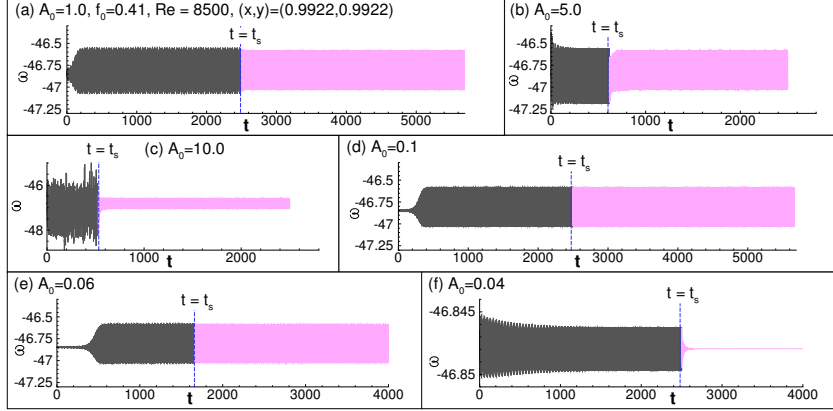 (a) A₀=1.0, f₀=0.41, Re = 8500, (x,y)=(0.9922,0.9922)
t = tₛ
-46.5
-46.75
-47
-47.25
ω
0 1000 2000 3000 4000 5000
t
(b) A₀=5.0
t = tₛ
-46.5
-46.75
-47
-47.25
ω
0 1000 2000
t
t = tₛ (c) A₀=10.0
-46
-48
ω
0 1000 2000
t
(d) A₀=0.1
t = tₛ
-46.5
-46.75
-47
-47.25
ω
0 1000 2000 3000 4000 5000
t
(e) A₀=0.06
t = tₛ
-46.5
-46.75
-47
-47.25
ω
0 1000 2000 3000 4000
t
(f) A₀=0.04
t = tₛ
-46.845
-46.85
ω
0 1000 2000 3000 4000
t